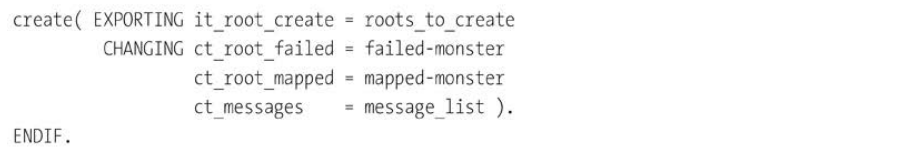 create( EXPORTING it_root_create = roots_to_create
CHANGING ct_root_failed = failed-monster
ct_root_mapped = mapped-monster
ct_messages = message_list ).
ENDIF.